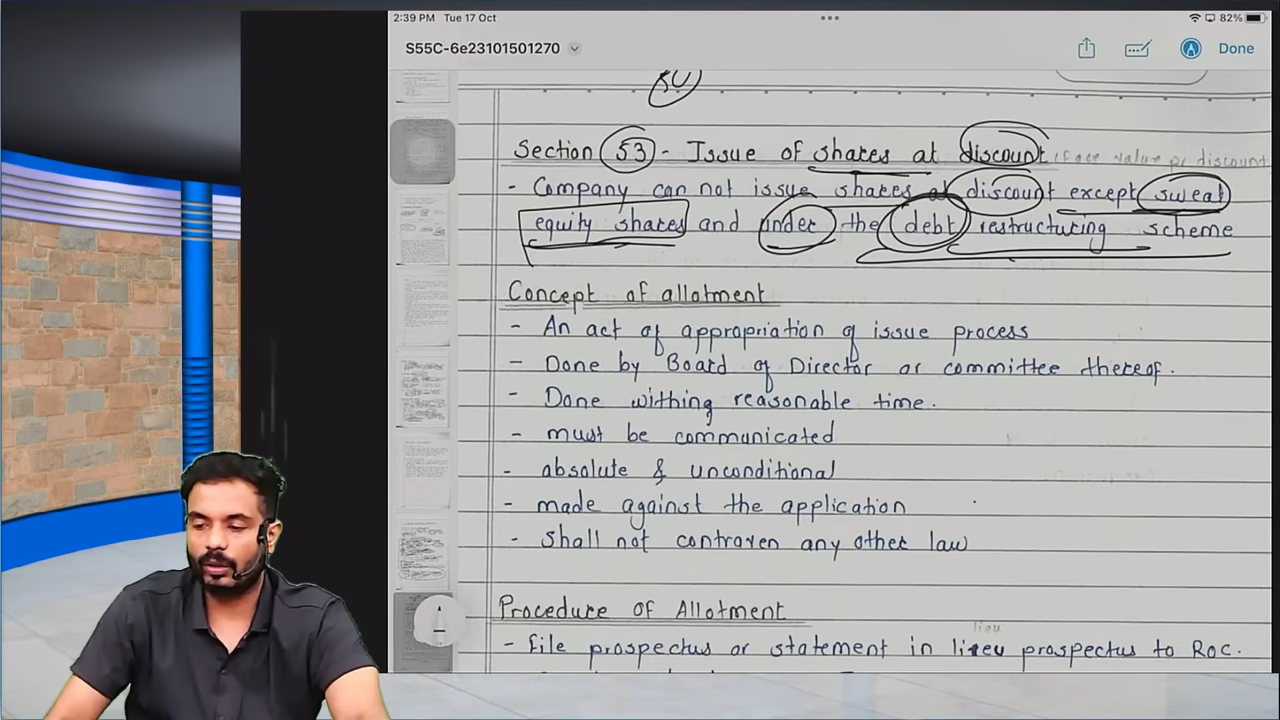 2:39 PM Tue 17 Oct
82%
S55C-6e23101501270
Done
Section 53 - Issue of shares at discount
- Company can not issue shares at discount except sweat
equity shares and under the debt restructuring scheme
Concept of allotment
- An act of appropriation of issue process
- Done by Board of Director or committee thereof.
- Done withing reasonable time.
- must be communicated
- absolute & unconditional
- made against the application
- shall not contraven any other law
Procedure of Allotment
lieu
- file prospectus or statement in lireu prospectus to Roc.